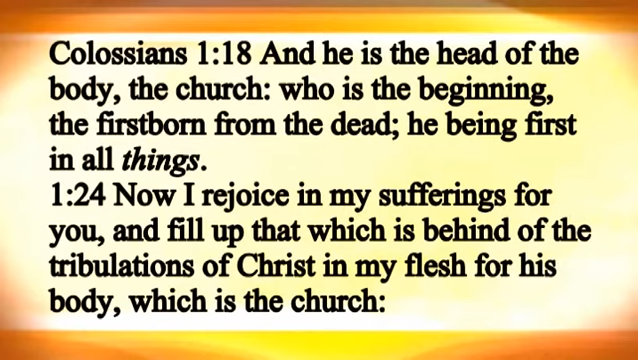 Colossians 1:18 And he is the head of the
body, the church: who is the beginning,
the firstborn from the dead; he being first
in all things.
1:24 Now I rejoice in my sufferings for
you, and fill up that which is behind of the
tribulations of Christ in my flesh for his
body, which is the church: